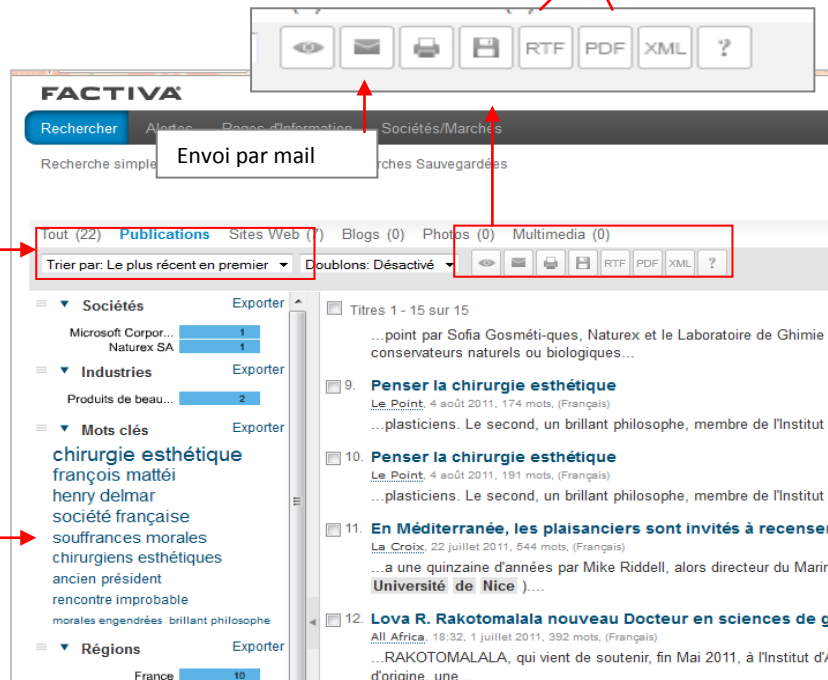 RTF PDF XML ?
FACTIVA
Rechercher Alertes Pages d'Information Sociétés/Marchés
Envoi par mail
Recherche simple rches Sauvegardées
Tout (22) Publications Sites Web (7) Blogs (0) Photos (0) Multimedia (0)
Trier par: Le plus récent en premier Doublons: Désactivé RTF PDF XML ?
Sociétés Exporter
Microsoft Corpor... 1
Naturex SA 1
Industries Exporter
Produits de beau... 2
Mots clés Exporter
chirurgie esthétique
françois mattéi
henry delmar
société française
souffrances morales
chirurgiens esthétiques
ancien président
rencontre improbable
morales engendrées brillant philosophe
Régions Exporter
France 10
Titres 1 - 15 sur 15
...point par Sofia Gosméti-ques, Naturex et le Laboratoire de Ghimie
conservateurs naturels ou biologiques...
9. Penser la chirurgie esthétique
Le Point, 4 août 2011, 174 mots, (Français)
...plasticiens. Le second, un brillant philosophe, membre de l'Institut
10. Penser la chirurgie esthétique
Le Point, 4 août 2011, 191 mots, (Français)
...plasticiens. Le second, un brillant philosophe, membre de l'Institut
11. En Méditerranée, les plaisanciers sont invités à recenser
La Croix, 22 juillet 2011, 544 mots, (Français)
...a une quinzaine d'années par Mike Riddell, alors directeur du Marin
Université de Nice )....
12. Lova R. Rakotomalala nouveau Docteur en sciences de g
All Africa, 18:32, 1 juillet 2011, 392 mots, (Français)
...RAKOTOMALALA, qui vient de soutenir, fin Mai 2011, à l'Institut d'A
d'origine, une